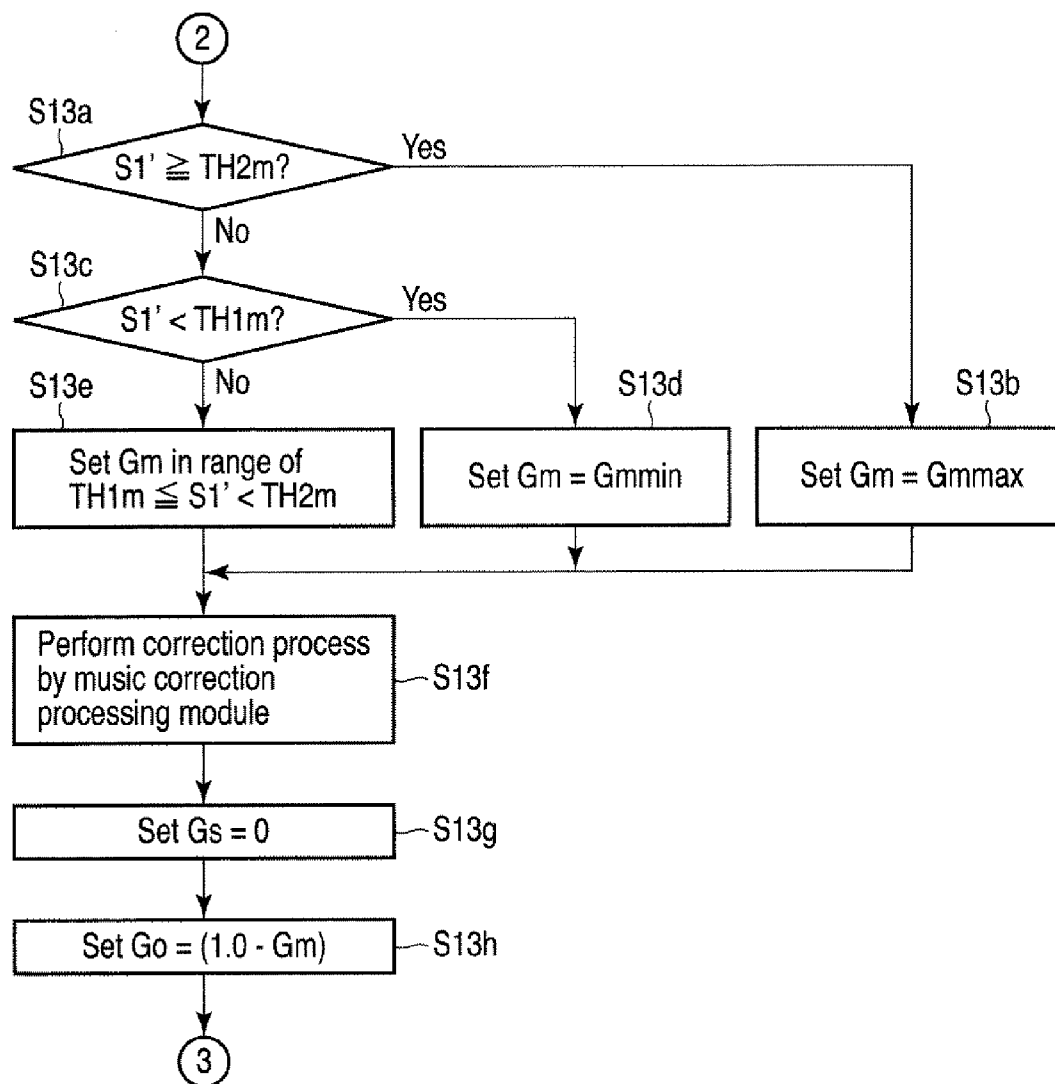 2
S13a
S1' ≧ TH2m?
Yes
No
S13c
S1' < TH1m?
Yes
No
S13e
S13d
S13b
Set Gm in range of
TH1m ≦ S1' < TH2m
Set Gm = Gmmin
Set Gm = Gmmax
Perform correction process
by music correction
processing module
S13f
Set Gs = 0
S13g
Set Go = (1.0 - Gm)
S13h
3